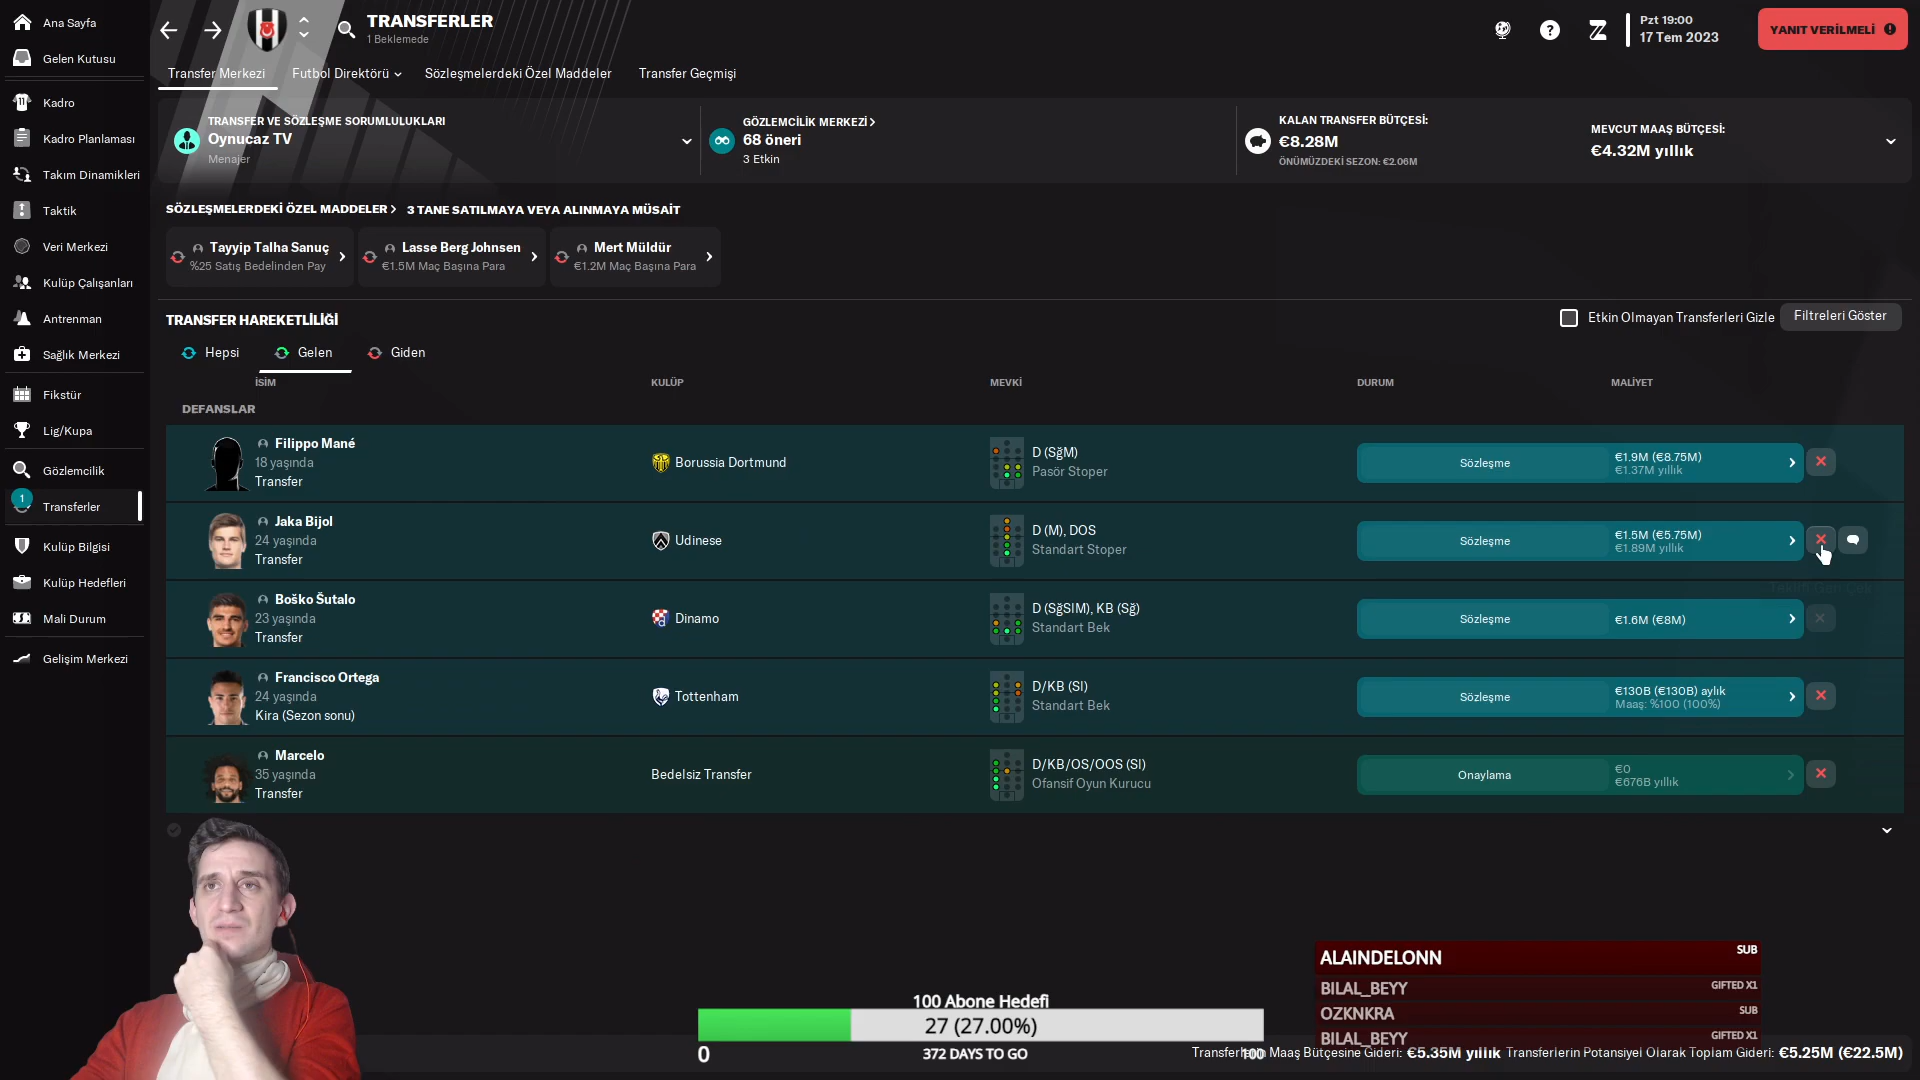 Ana Sayfa
Gelen Kutusu
Kadro
Kadro Planlaması
Takım Dinamikleri
Taktik
Veri Merkezi
Kulüp Çalışanları
Antrenman
Sağlık Merkezi
Fikstür
Lig/Kupa
Gözlemcilik
1
Transferler
Kulüp Bilgisi
Kulüp Hedefleri
Mali Durum
Gelişim Merkezi
TRANSFERLER
1 Beklemede
Pzt 19:00
17 Tem 2023
YANIT VERİLMELİ
Transfer Merkezi
Futbol Direktörü
Sözleşmelerdeki Özel Maddeler
Transfer Geçmişi
TRANSFER VE SÖZLEŞME SORUMLULUKLARI
Oynucaz TV
Menajer
GÖZLEMCİLİK MERKEZİ
68 öneri
3 Etkin
KALAN TRANSFER BÜTÇESİ:
€8.28M
ÖNÜMÜZDEKİ SEZON: €2.06M
MEVCUT MAAŞ BÜTÇESİ:
€4.32M yıllık
SÖZLEŞMELERDEKİ ÖZEL MADDELER 3 TANE SATILMAYA VEYA ALINMAYA MÜSAİT
Tayyip Talha Sanuç
%25 Satış Bedelinden Pay
Lasse Berg Johnsen
€1.5M Maç Başına Para
Mert Müldür
€1.2M Maç Başına Para
TRANSFER HAREKETLİLİĞİ
Etkin Olmayan Transferleri Gizle
Filtreleri Göster
Hepsi
Gelen
Giden
İSİM
KULÜP
MEVKİ
DURUM
MALİYET
DEFANSLAR
Filippo Mané
18 yaşında
Transfer
Borussia Dortmund
D (SğM)
Pasör Stoper
Sözleşme
€1.9M (€8.75M)
€1.37M yıllık
Jaka Bijol
24 yaşında
Transfer
Udinese
D (M), DOS
Standart Stoper
Sözleşme
€1.5M (€5.75M)
€1.89M yıllık
Boško Šutalo
23 yaşında
Transfer
Dinamo
D (SğSlM), KB (Sğ)
Standart Bek
Sözleşme
€1.6M (€8M)
Francisco Ortega
24 yaşında
Kira (Sezon sonu)
Tottenham
D/KB (Sl)
Standart Bek
Sözleşme
€130B (€130B) aylık
Maaş: %100 (100%)
Marcelo
35 yaşında
Transfer
Bedelsiz Transfer
D/KB/OS/OOS (Sl)
Ofansif Oyun Kurucu
Onaylama
€0
€676B yıllık
100 Abone Hedefi
27 (27.00%)
0
372 DAYS TO GO
100
ALAINDELONN SUB
BILAL_BEYY GIFTED X1
OZKNKRA SUB
BILAL_BEYY GIFTED X1
Maaş Bütçesine Gideri: €5.35M yıllık Transferlerin Potansiyel Olarak Toplam Gideri: €5.25M (€22.5M)